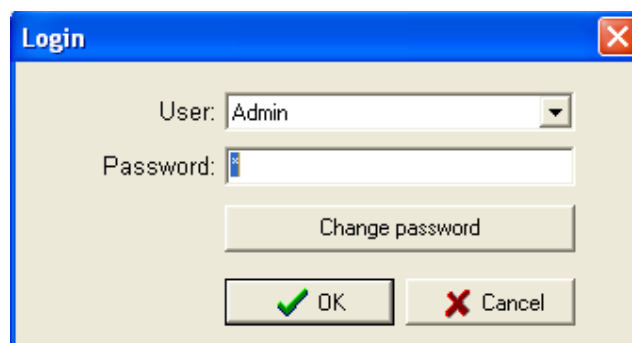 Login
User: Admin
Password: *
Change password
OK Cancel